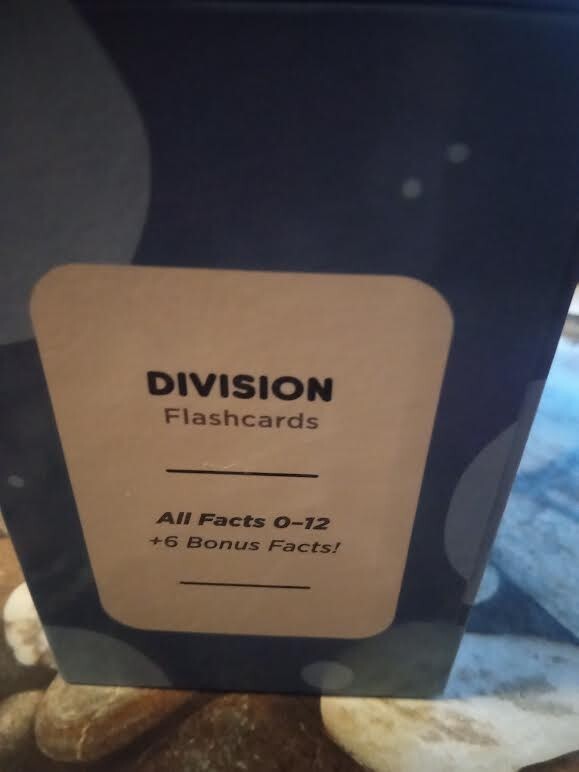 DIVISION
Flashcards
All Facts 0–12
+6 Bonus Facts!